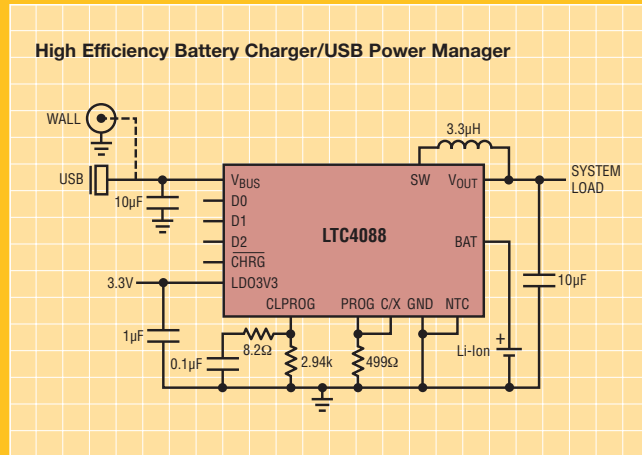 High Efficiency Battery Charger/USB Power Manager
WALL
3.3µH
USB
VBUS
SW
VOUT
SYSTEM
LOAD
10µF
D0
D1
LTC4088
D2
BAT
CHRG
3.3V
LDO3V3
10µF
CLPROG
PROG
C/X
GND
NTC
1µF
8.2Ω
0.1µF
2.94k
499Ω
Li-Ion
+